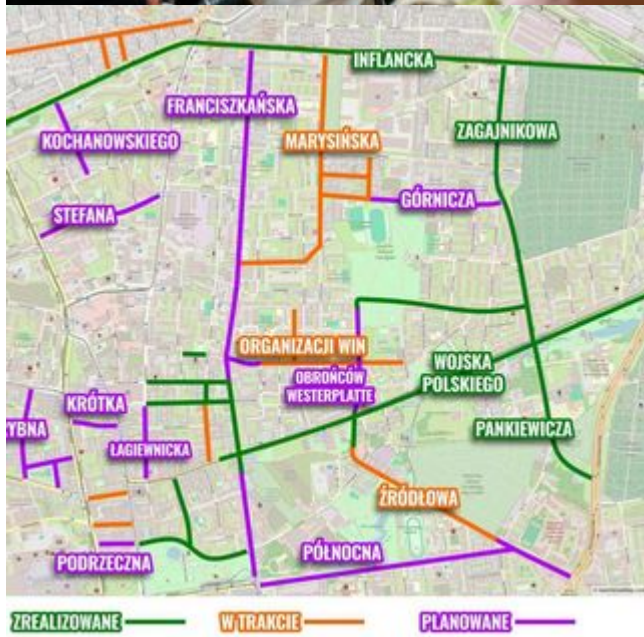 INFLANCKA
FRANCISZKAŃSKA
ZAGAJNIKOWA
KOCHANOWSKIEGO
MARYSIŃSKA
GÓRNICZA
STEFANA
ORGANIZACJI WIN
WOJSKA
POLSKIEGO
OBROŃCÓW
WESTERPLATTE
KRÓTKA
RYBNA
PANKIEWICZA
ŁAGIEWNICKA
ŹRÓDŁOWA
PÓŁNOCNA
PODRZECZNA
ZREALIZOWANE
W TRAKCIE
PLANOWANE